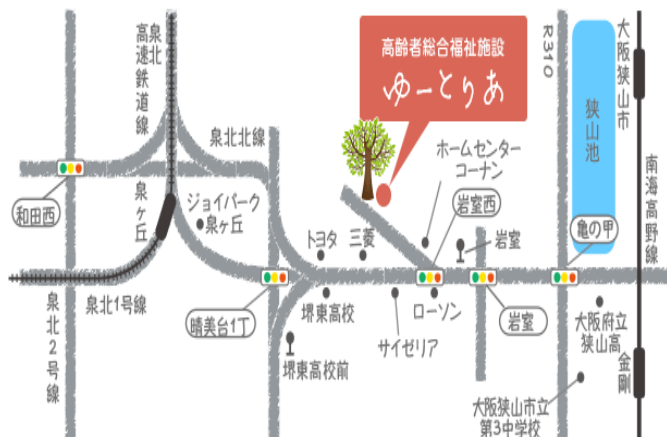 高齢者総合福祉施設
ゆーとりあ
泉北
高速鉄道線
泉北北線
R310
大阪狭山市
狭山池
南海高野線
ホームセンター
コーナン
和田西
泉ヶ丘
ジョイパーク
泉ヶ丘
トヨタ
三菱
岩室西
岩室
亀の甲
泉北2号線
泉北1号線
晴美台1丁
堺東高校
ローソン
岩室
大阪府立
狭山高
サイゼリア
堺東高校前
金剛
大阪狭山市立
第3中学校